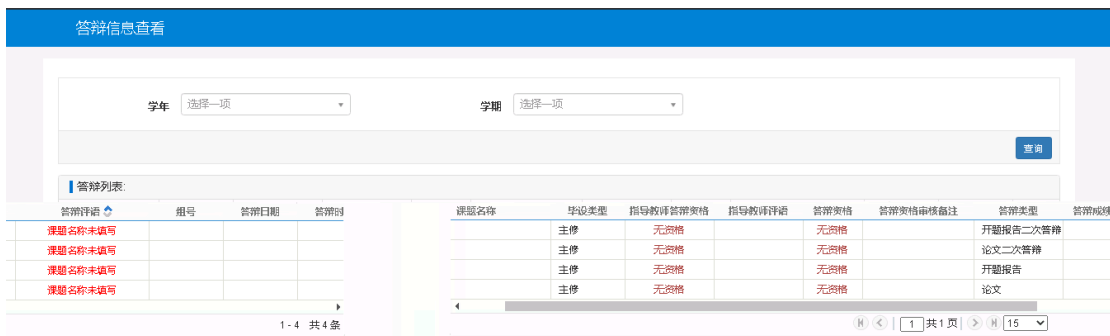 答辩信息查看
学年 选择一项 学期 选择一项
查询
答辩列表:
答辩评语 组号 答辩日期 答辩时 课题名称 毕设类型 指导教师答辩资格 指导教师评语 答辩资格 答辩资格审核备注 答辩类型 答辩成绩
课题名称未填写 主修 无资格 无资格 开题报告二次答辩
课题名称未填写 主修 无资格 无资格 论文二次答辩
课题名称未填写 主修 无资格 无资格 开题报告
课题名称未填写 主修 无资格 无资格 论文
1 - 4 共 4 条 1 共 1 页 15